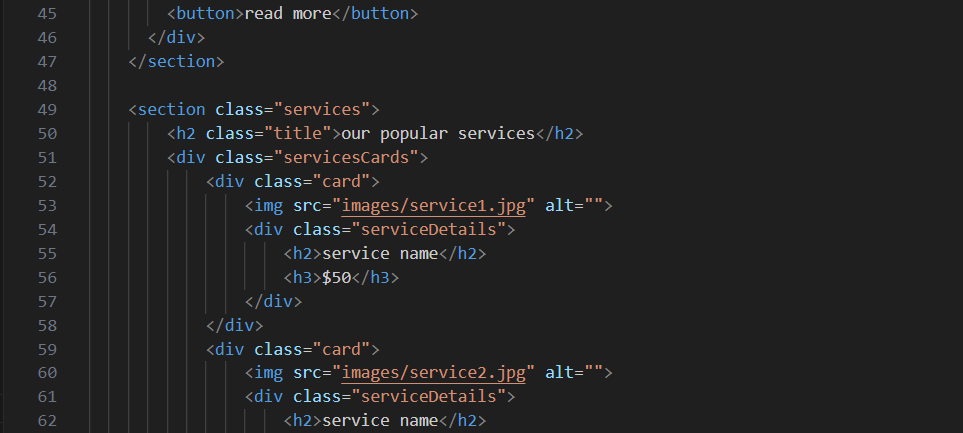 45 <button>read more</button>
46 </div>
47 </section>
48
49 <section class="services">
50 <h2 class="title">our popular services</h2>
51 <div class="servicesCards">
52 <div class="card">
53 <img src="images/service1.jpg" alt="">
54 <div class="serviceDetails">
55 <h2>service name</h2>
56 <h3>$50</h3>
57 </div>
58 </div>
59 <div class="card">
60 <img src="images/service2.jpg" alt="">
61 <div class="serviceDetails">
62 <h2>service name</h2>